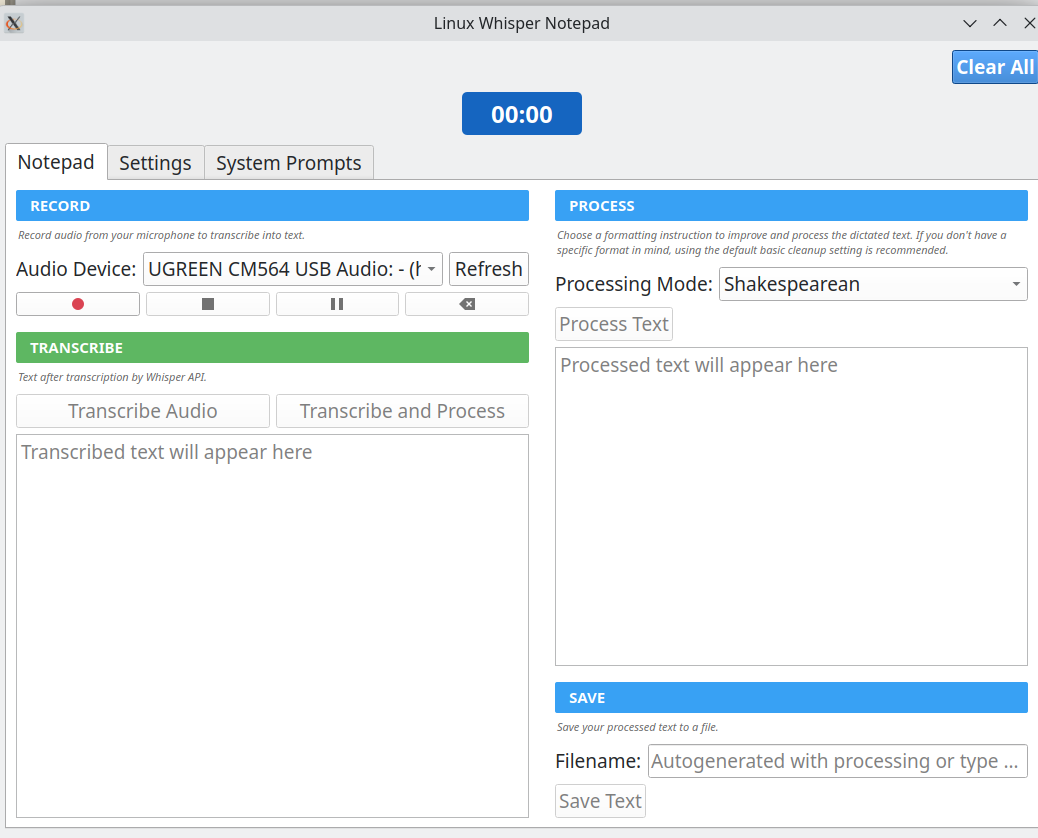 Linux Whisper Notepad
Clear All
00:00
Notepad
Settings
System Prompts
RECORD
Record audio from your microphone to transcribe into text.
Audio Device:
UGREEN CM564 USB Audio: - (h
Refresh
TRANSCRIBE
Text after transcription by Whisper API.
Transcribe Audio
Transcribe and Process
Transcribed text will appear here
PROCESS
Choose a formatting instruction to improve and process the dictated text. If you don't have a
specific format in mind, using the default basic cleanup setting is recommended.
Processing Mode:
Shakespearean
Process Text
Processed text will appear here
SAVE
Save your processed text to a file.
Filename:
Autogenerated with processing or type ...
Save Text